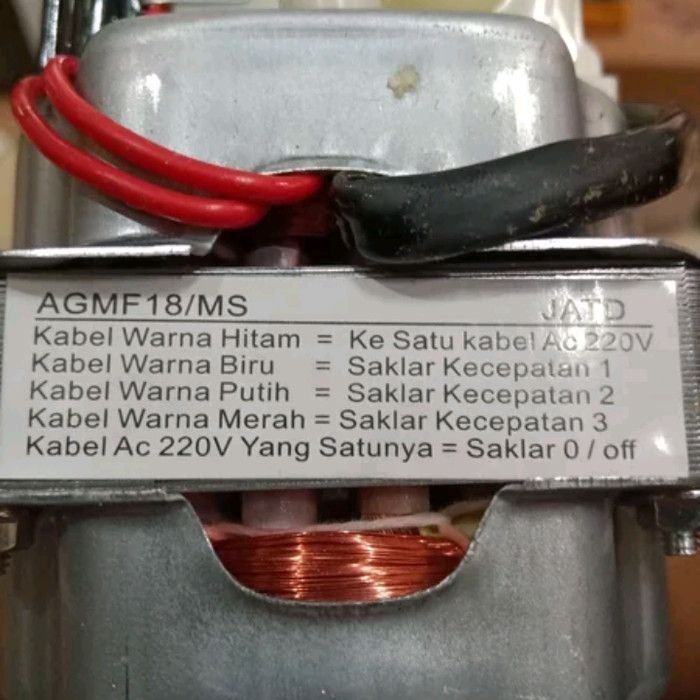 AGMF18/MS JATD
Kabel Warna Hitam = Ke Satu kabel Ac 220V
Kabel Warna Biru = Saklar Kecepatan 1
Kabel Warna Putih = Saklar Kecepatan 2
Kabel Warna Merah = Saklar Kecepatan 3
Kabel Ac 220V Yang Satunya = Saklar 0 / off